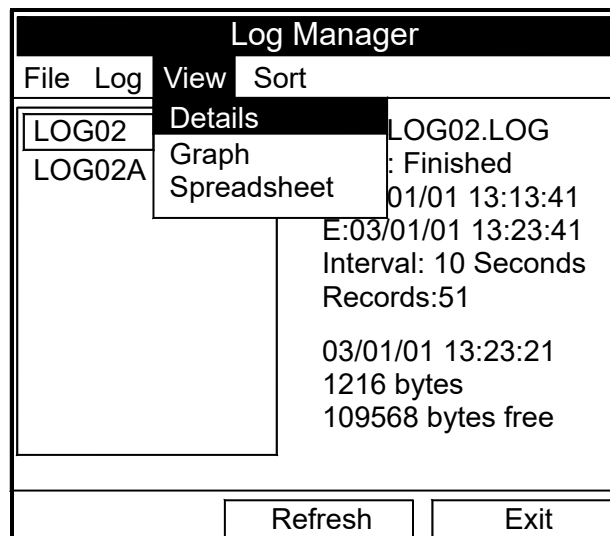 Log Manager
File Log View Sort
LOG02
LOG02A
Details
Graph
Spreadsheet
LOG02.LOG
: Finished
01/01 13:13:41
E:03/01/01 13:23:41
Interval: 10 Seconds
Records:51
03/01/01 13:23:21
1216 bytes
109568 bytes free
Refresh Exit